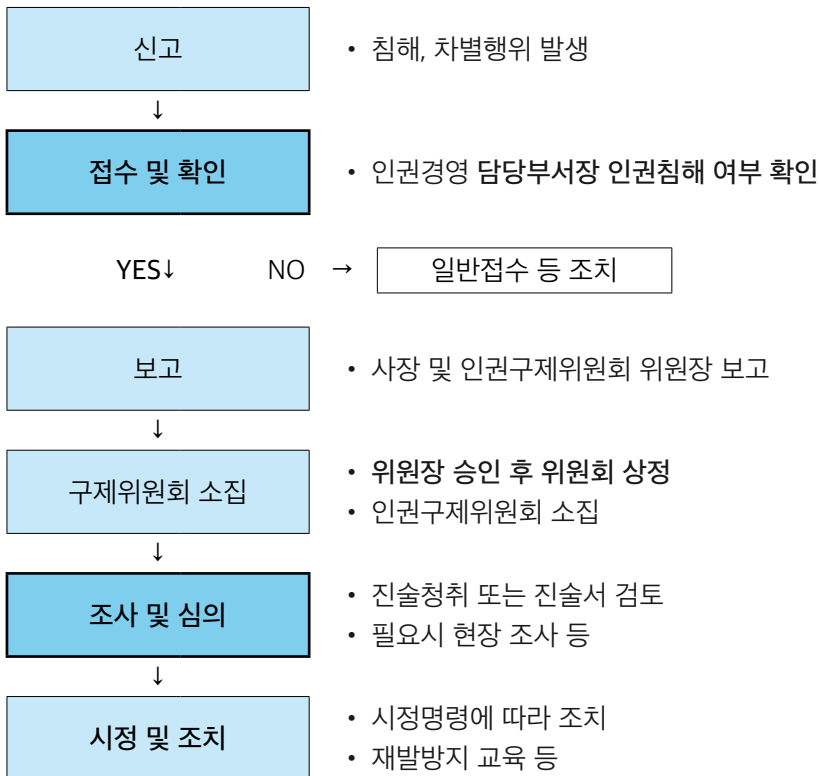 신고
• 침해, 차별행위 발생
↓
접수 및 확인
• 인권경영 담당부서장 인권침해 여부 확인
YES↓ NO → 일반접수 등 조치
보고
• 사장 및 인권구제위원회 위원장 보고
↓
구제위원회 소집
• 위원장 승인 후 위원회 상정
• 인권구제위원회 소집
↓
조사 및 심의
• 진술청취 또는 진술서 검토
• 필요시 현장 조사 등
↓
시정 및 조치
• 시정명령에 따라 조치
• 재발방지 교육 등